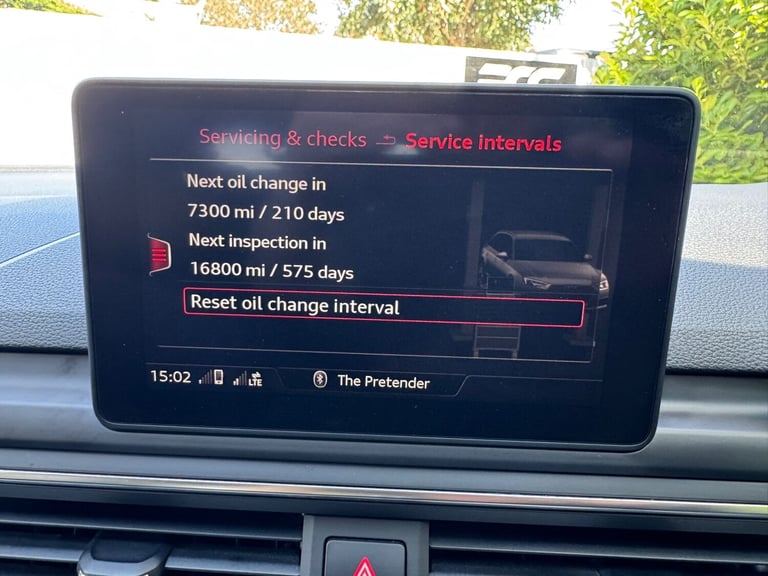 Servicing & checks Service intervals
Next oil change in
7300 mi / 210 days
Next inspection in
16800 mi / 575 days
Reset oil change interval
15:02 LTE The Pretender